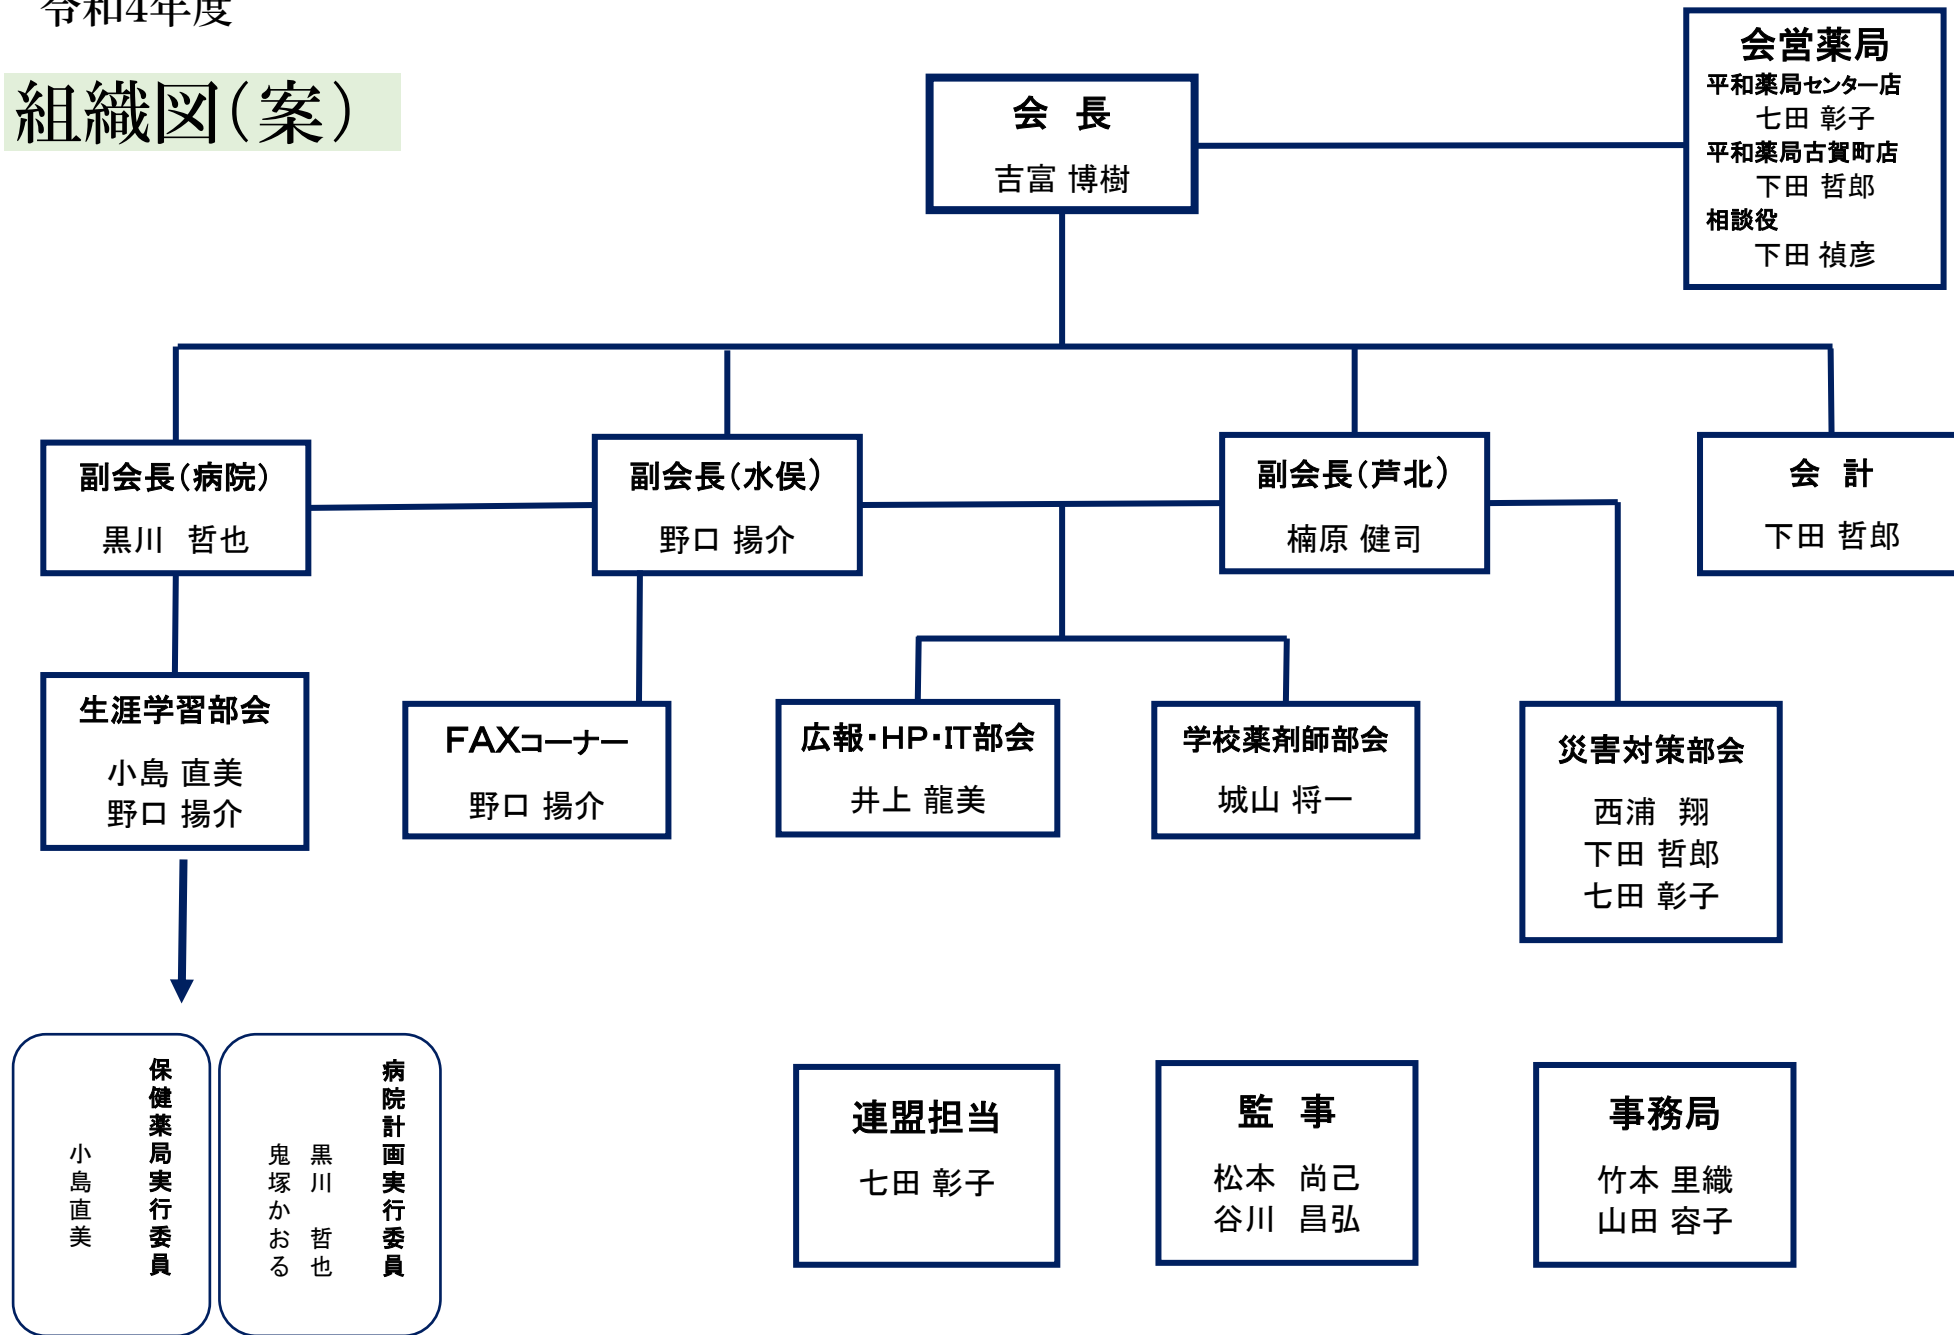 令和4年度
組織図（案）
会　長
吉富 博樹
会営薬局
平和薬局センター店
七田 彰子
平和薬局古賀町店
下田 哲郎
相談役
下田 禎彦
副会長（病院）
黒川　哲也
副会長（水俣）
野口 揚介
副会長（芦北）
楠原 健司
会　計
下田 哲郎
生涯学習部会
小島 直美
野口 揚介
FAXコーナー
野口 揚介
広報・HP・IT部会
井上 龍美
学校薬剤師部会
城山 将一
災害対策部会
西浦　翔
下田 哲郎
七田 彰子
保健薬局実行委員
小島直美
病院計画実行委員
黒川　哲也
鬼塚かおる
連盟担当
七田 彰子
監　事
松本　尚己
谷川　昌弘
事務局
竹本 里織
山田 容子